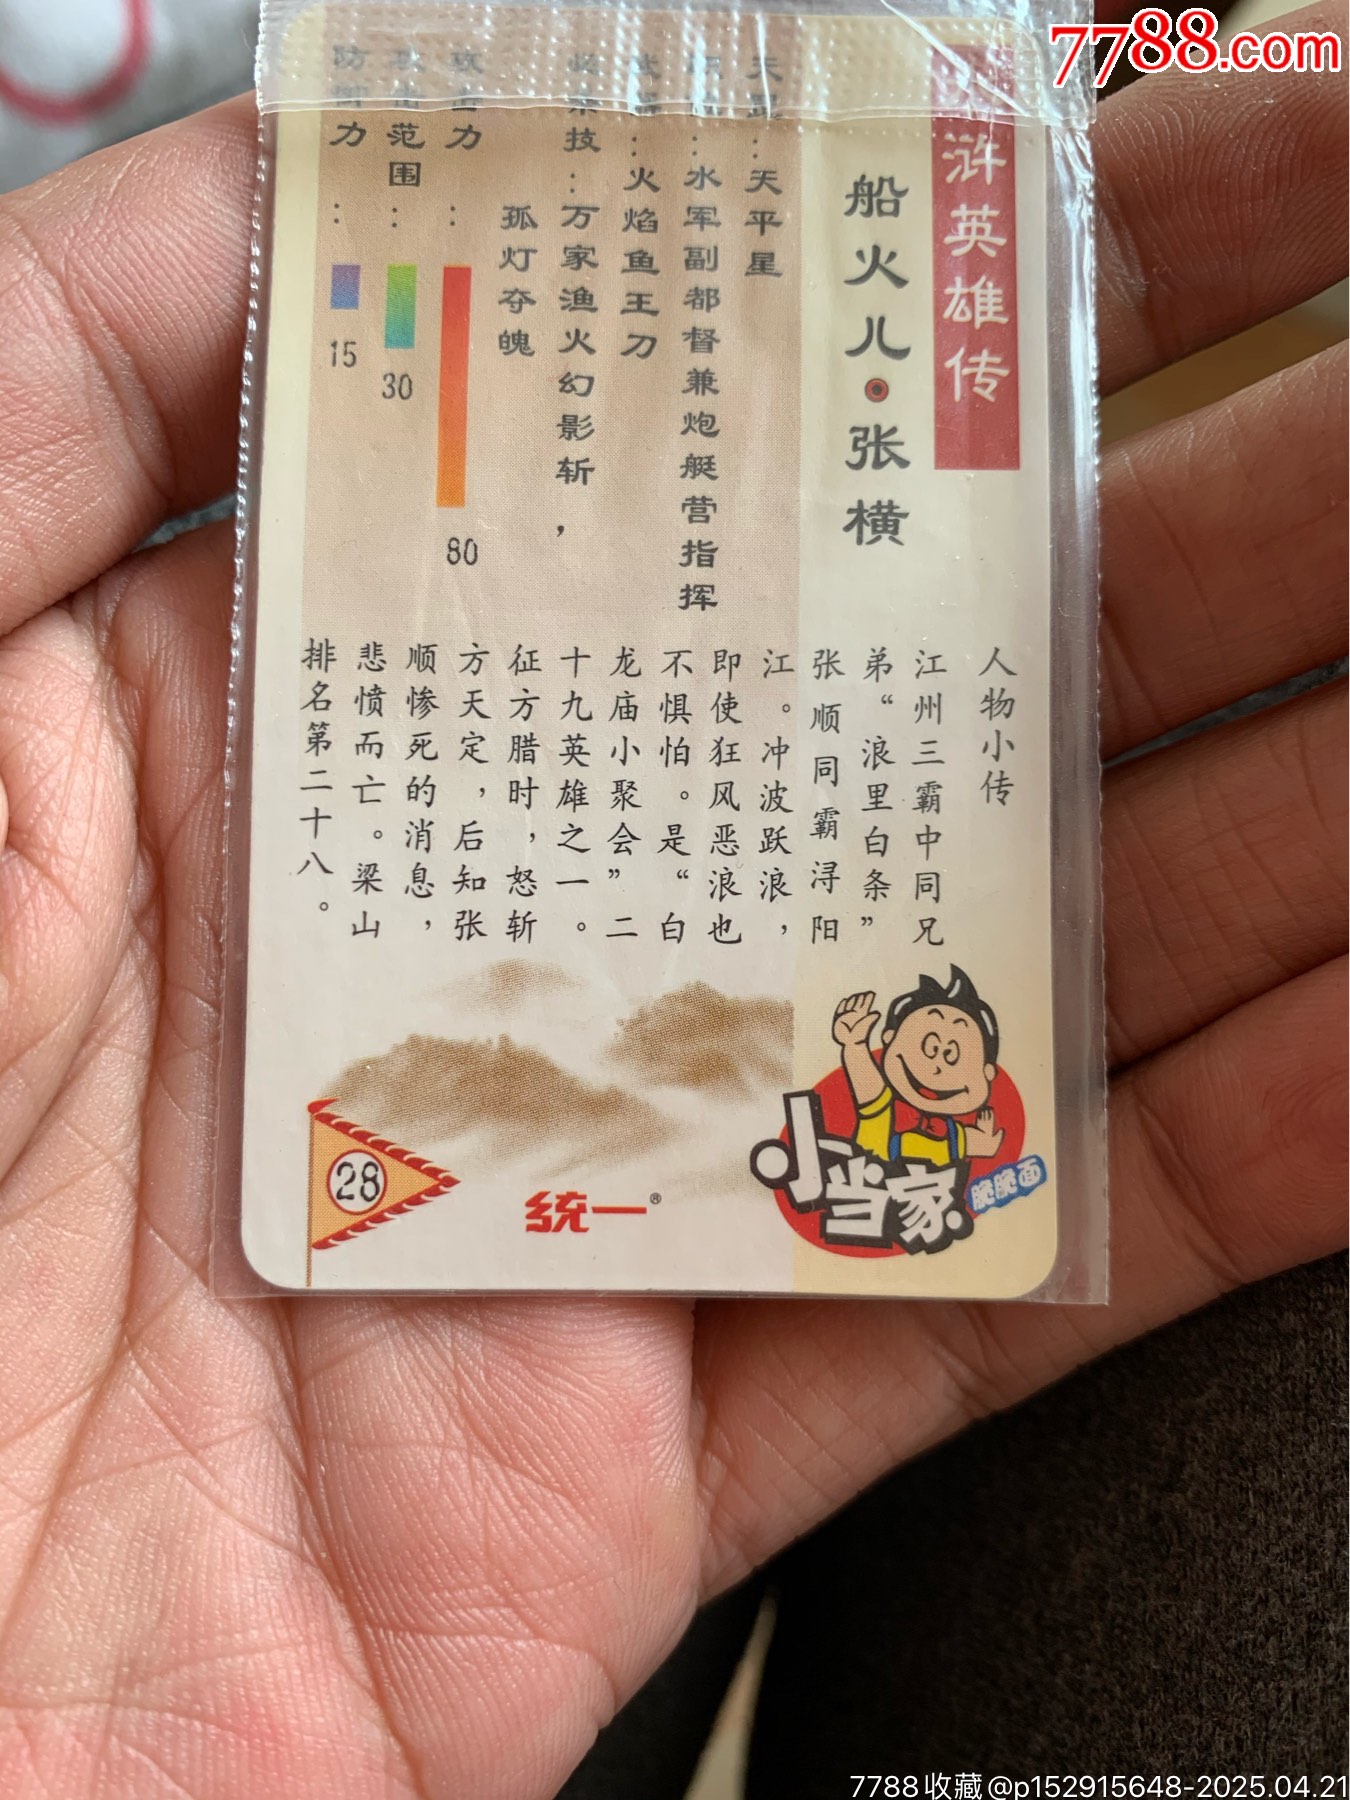 7788.com
浒英雄传
船火儿·张横
：天平星
：水军副都督兼炮艇营指挥
：火焰鱼王刀
必杀技：万家渔火幻影斩，
孤灯夺魄
攻击力：80
攻击范围：30
防御力：15
人物小传
江州三霸中同兄
弟“浪里白条”
张顺同霸浔阳
江。冲波跃浪，
即使狂风恶浪也
不惧怕。是“白
龙庙小聚会”二
十九英雄之一。
征方腊时，怒斩
方天定，后知张
顺惨死的消息，
悲愤而亡。梁山
排名第二十八。
小当家
脆脆面
统一®
28
7788收藏@p152915648-2025.04.21